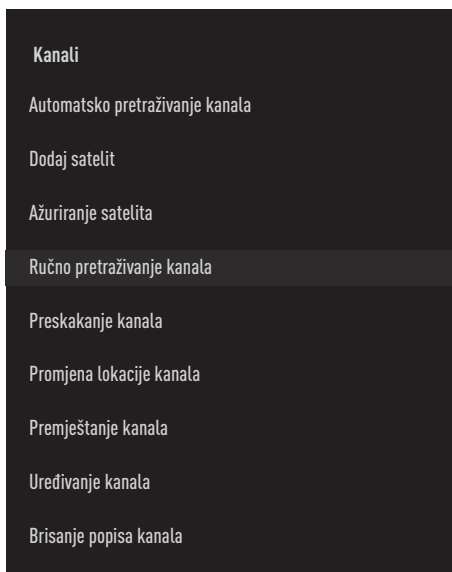 Kanali
Automatsko pretraživanje kanala
Dodaj satelit
Ažuriranje satelita
Ručno pretraživanje kanala
Preskakanje kanala
Promjena lokacije kanala
Premještanje kanala
Uređivanje kanala
Brisanje popisa kanala